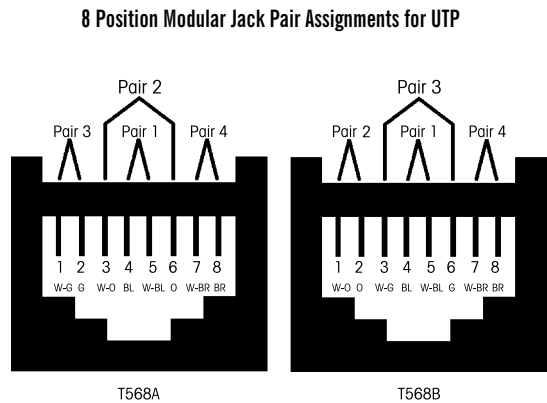 8 Position Modular Jack Pair Assignments for UTP
Pair 2
Pair 3 Pair 1 Pair 4
1 2 3 4 5 6 7 8
W-G G W-O BL W-BL O W-BR BR
T568A
Pair 3
Pair 2 Pair 1 Pair 4
1 2 3 4 5 6 7 8
W-O O W-G BL W-BL G W-BR BR
T568B